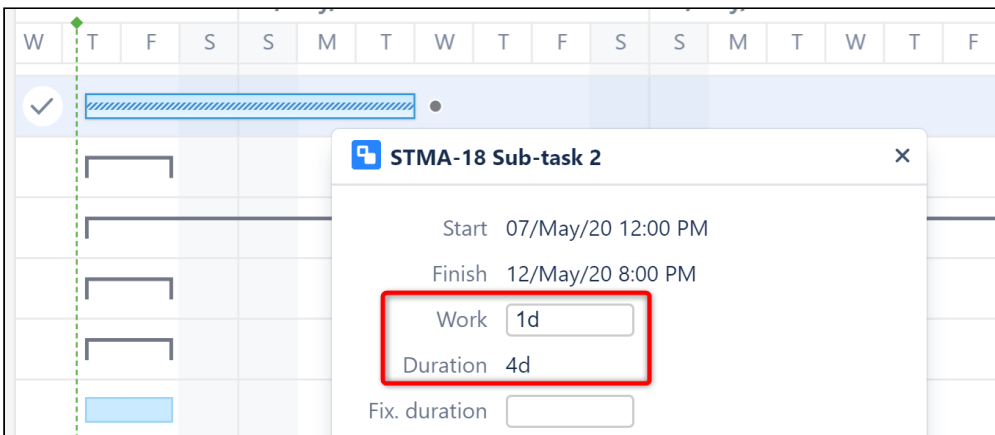 W T F S S M T W T F S S M T W T F
STMA-18 Sub-task 2
Start 07/May/20 12:00 PM
Finish 12/May/20 8:00 PM
Work 1d
Duration 4d
Fix. duration